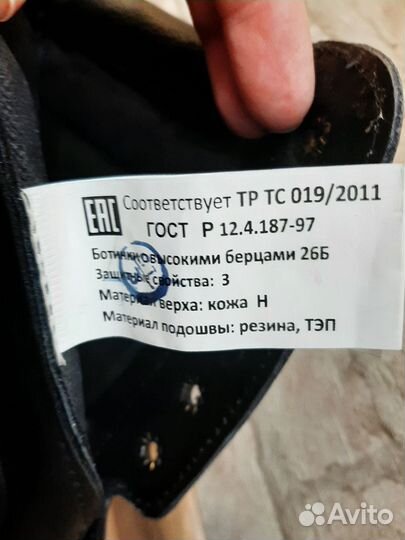 ЕАС Соответствует ТР ТС 019/2011
ГОСТ Р 12.4.187-97
Ботинки с высокими берцами 26Б
Защитные свойства: З
Материал верха: кожа Н
Материал подошвы: резина, ТЭП
Avito